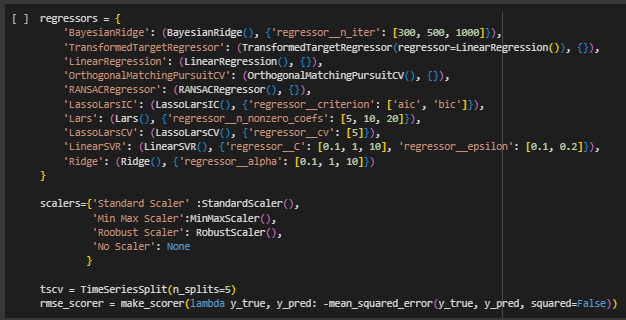 [ ] regressors = {
'BayesianRidge': (BayesianRidge(), {'regressor__n_iter': [300, 500, 1000]}),
'TransformedTargetRegressor': (TransformedTargetRegressor(regressor=LinearRegression()), {}),
'LinearRegression': (LinearRegression(), {}),
'OrthogonalMatchingPursuitCV': (OrthogonalMatchingPursuitCV(), {}),
'RANSACRegressor': (RANSACRegressor(), {}),
'LassoLarsIC': (LassoLarsIC(), {'regressor__criterion': ['aic', 'bic']}),
'Lars': (Lars(), {'regressor__n_nonzero_coefs': [5, 10, 20]}),
'LassoLarsCV': (LassoLarsCV(), {'regressor__cv': [5]}),
'LinearSVR': (LinearSVR(), {'regressor__C': [0.1, 1, 10], 'regressor__epsilon': [0.1, 0.2]}),
'Ridge': (Ridge(), {'regressor__alpha': [0.1, 1, 10]})
}
scalers={'Standard Scaler' :StandardScaler(),
'Min Max Scaler':MinMaxScaler(),
'Roobust Scaler': RobustScaler(),
'No Scaler': None
}
tscv = TimeSeriesSplit(n_splits=5)
rmse_scorer = make_scorer(lambda y_true, y_pred: -mean_squared_error(y_true, y_pred, squared=False))